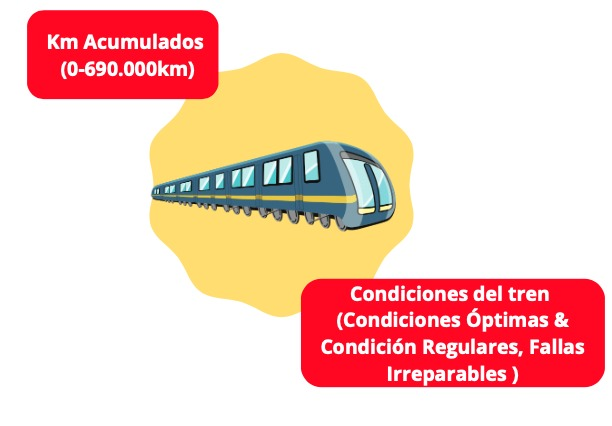 Km Acumulados
(0-690.000km)
Condiciones del tren
(Condiciones Óptimas &
Condición Regulares, Fallas
Irreparables )